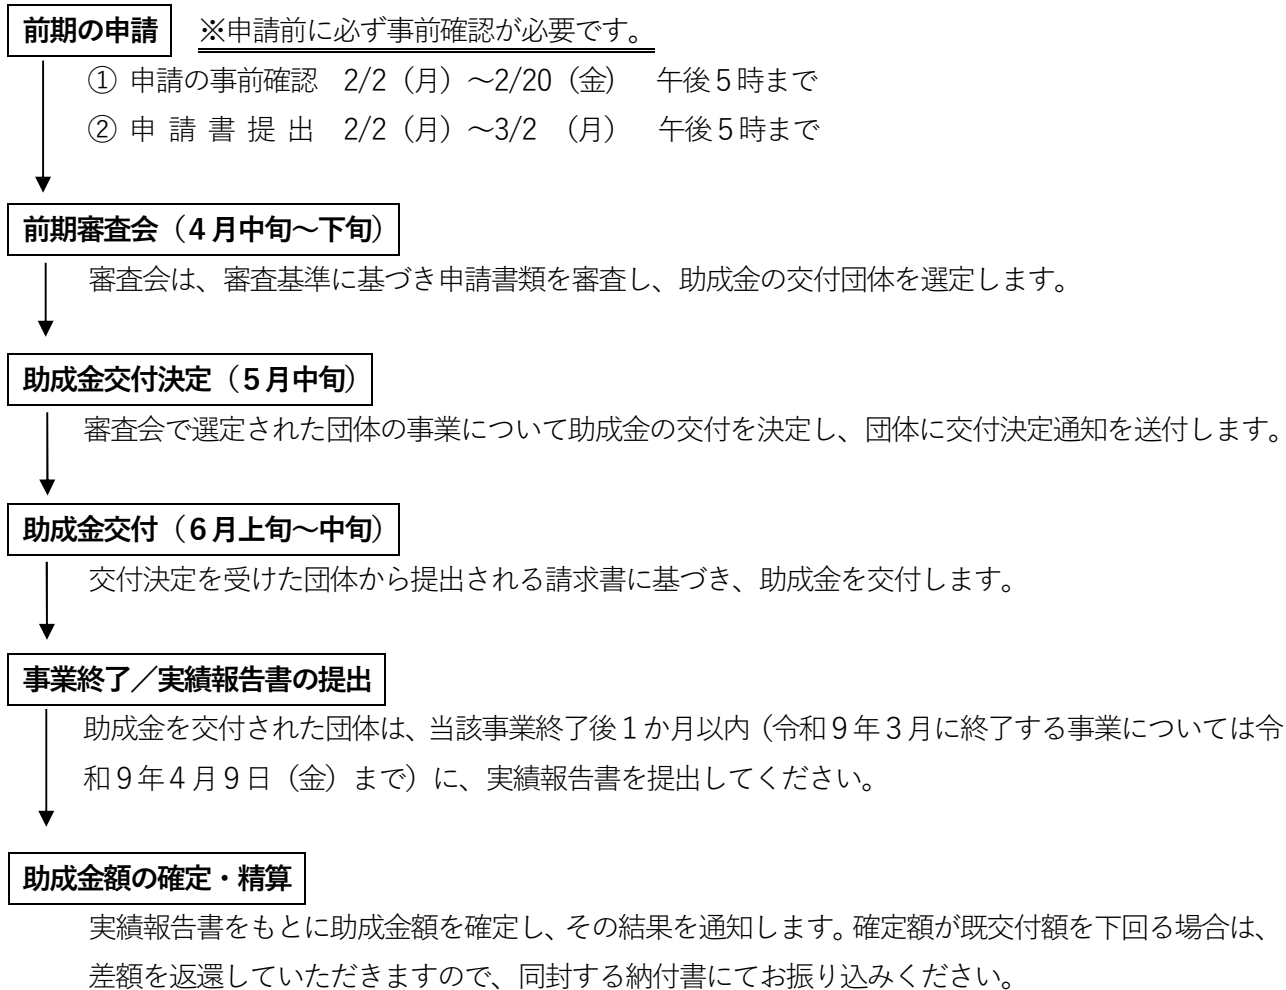 前期の申請　※申請前に必ず事前確認が必要です。
① 申請の事前確認　2/2（月）～2/20（金）　午後５時まで
② 申 請 書 提 出　2/2（月）～3/2　（月）　午後５時まで
前期審査会（４月中旬～下旬）
審査会は、審査基準に基づき申請書類を審査し、助成金の交付団体を選定します。
助成金交付決定（５月中旬）
審査会で選定された団体の事業について助成金の交付を決定し、団体に交付決定通知を送付します。
助成金交付（６月上旬～中旬）
交付決定を受けた団体から提出される請求書に基づき、助成金を交付します。
事業終了／実績報告書の提出
助成金を交付された団体は、当該事業終了後１か月以内（令和９年３月に終了する事業については令
和９年４月９日（金）まで）に、実績報告書を提出してください。
助成金額の確定・精算
実績報告書をもとに助成金額を確定し、その結果を通知します。確定額が既交付額を下回る場合は、
差額を返還していただきますので、同封する納付書にてお振り込みください。